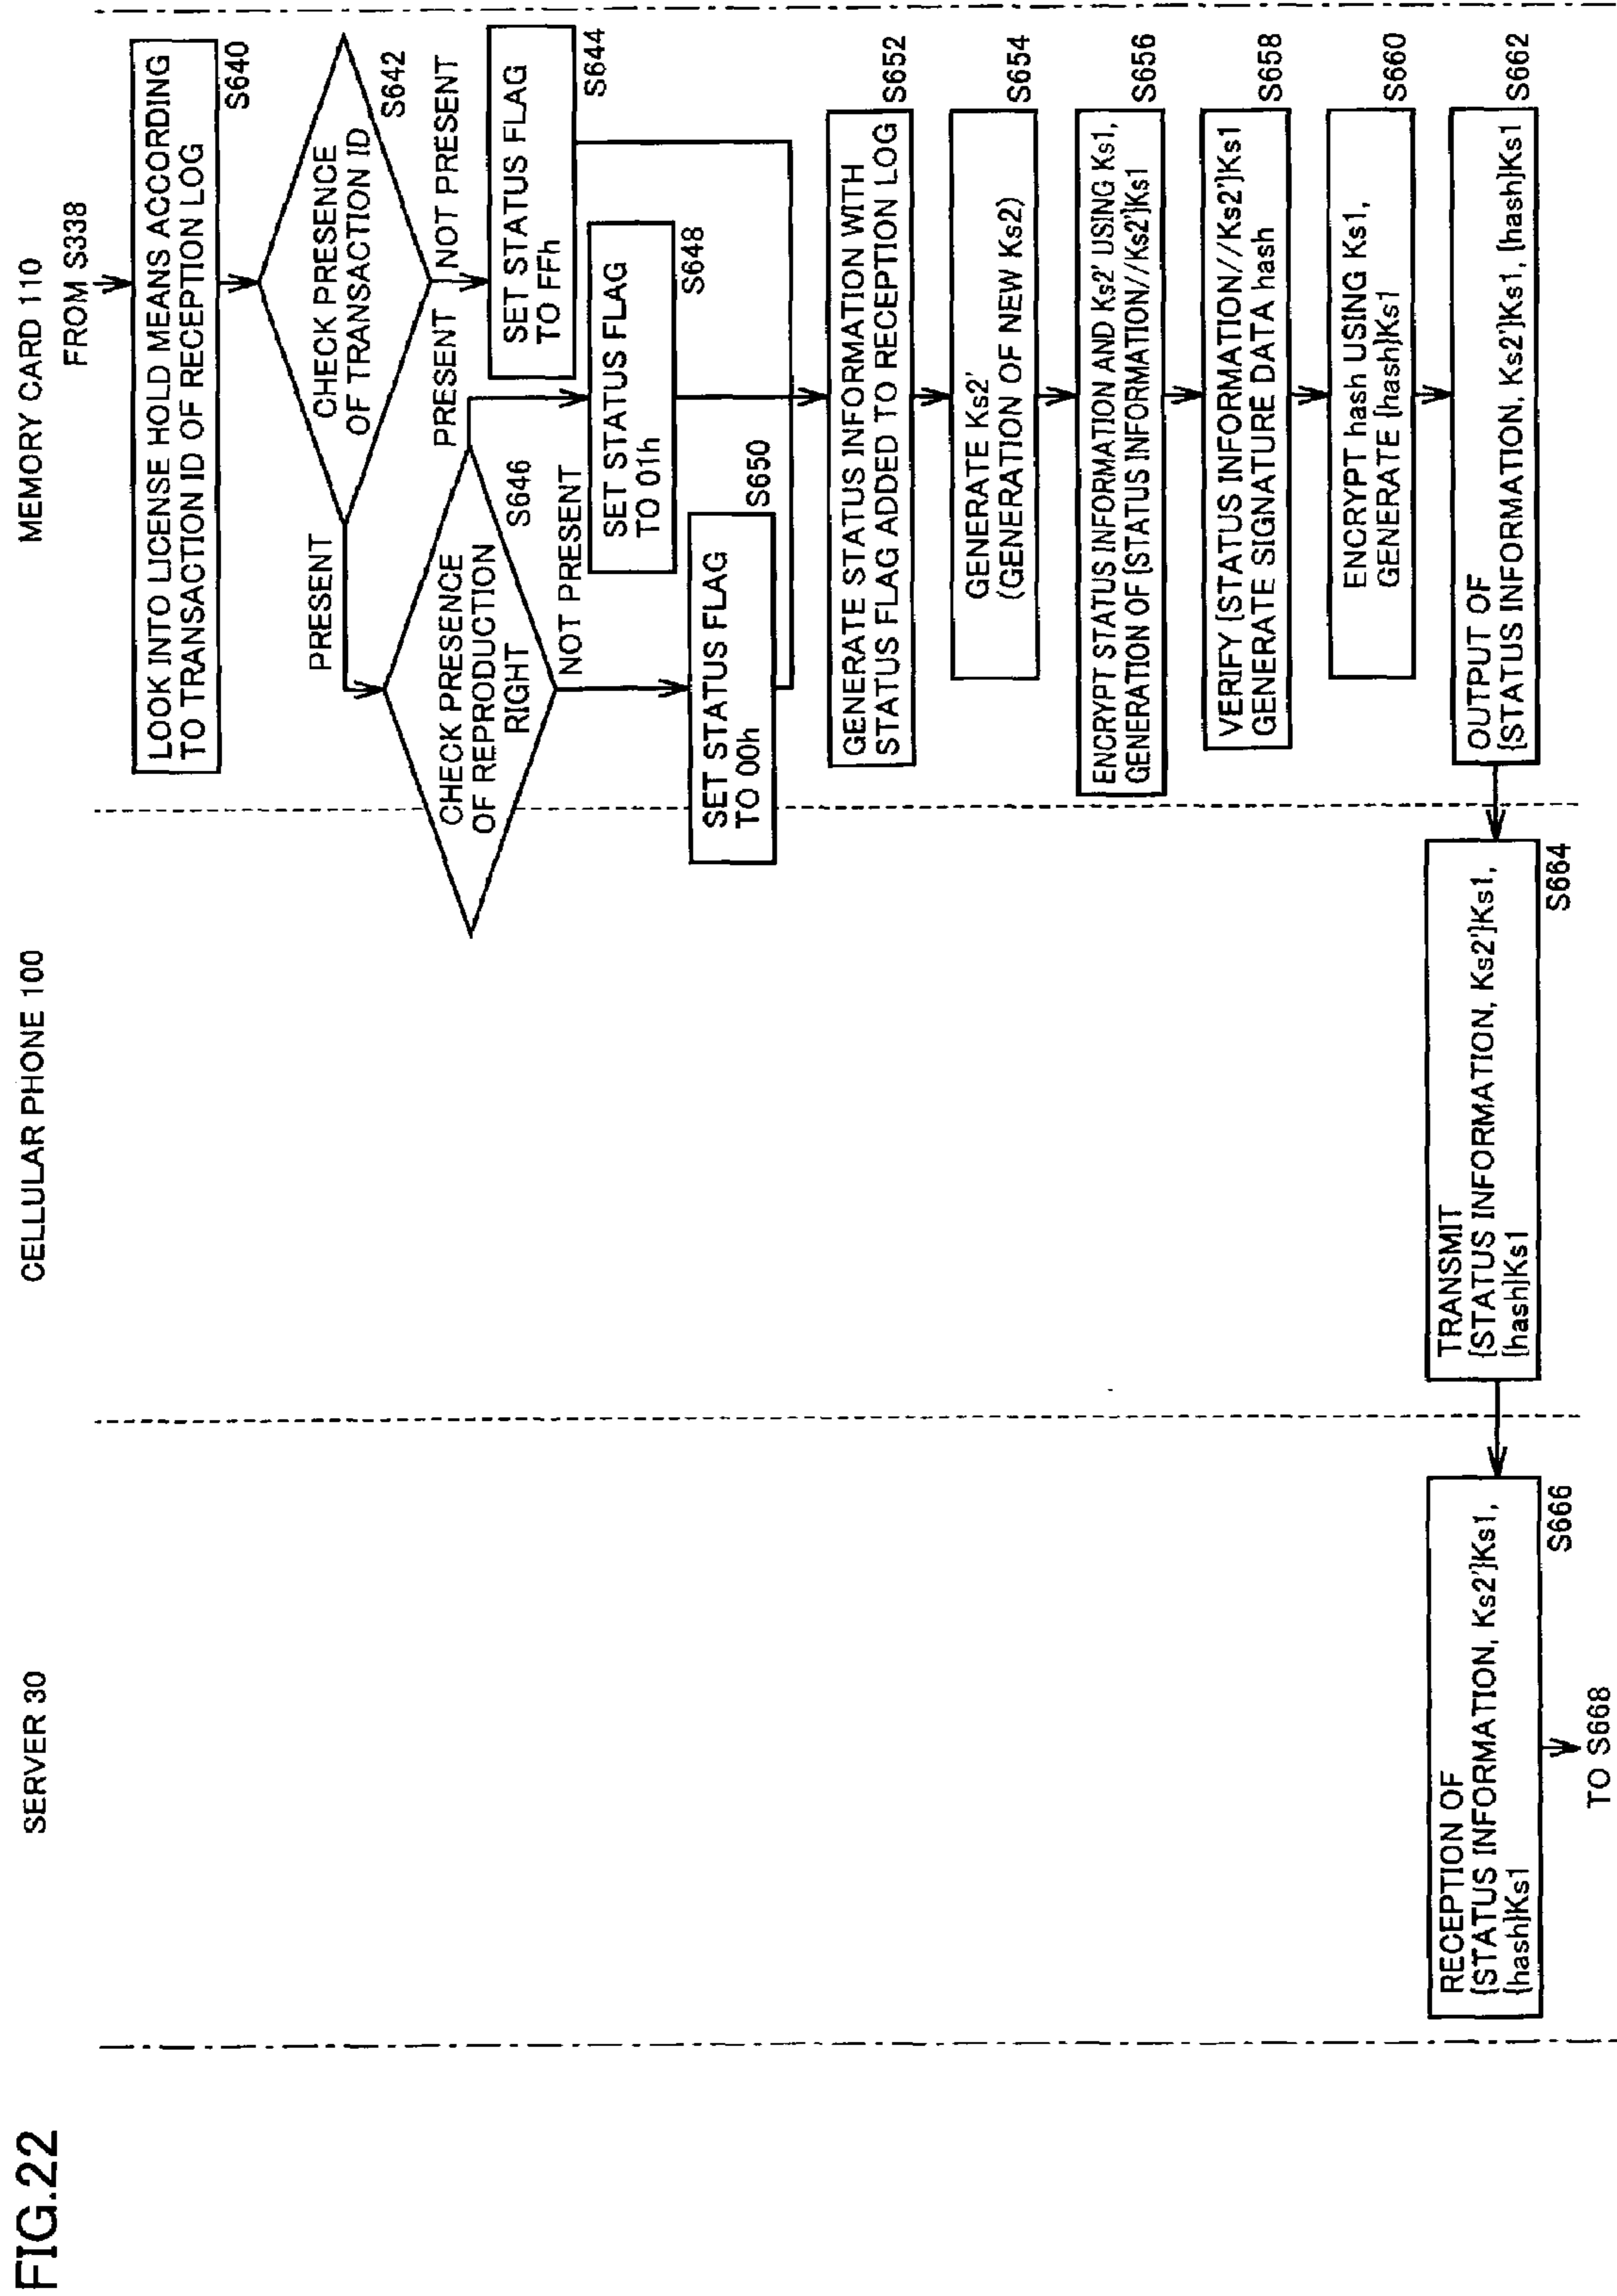 FIG.22
SERVER 30
CELLULAR PHONE 100
MEMORY CARD 110
FROM S338
LOOK INTO LICENSE HOLD MEANS ACCORDING
TO TRANSACTION ID OF RECEPTION LOG
S640
CHECK PRESENCE
OF TRANSACTION ID
S642
PRESENT
NOT PRESENT
SET STATUS FLAG
TO FFh
S644
CHECK PRESENCE
OF REPRODUCTION
RIGHT
S646
PRESENT
NOT PRESENT
SET STATUS FLAG
TO 01h
S648
SET STATUS FLAG
TO 00h
S650
GENERATE STATUS INFORMATION WITH
STATUS FLAG ADDED TO RECEPTION LOG
S652
GENERATE Ks2'
(GENERATION OF NEW Ks2)
S654
ENCRYPT STATUS INFORMATION AND Ks2' USING Ks1,
GENERATION OF {STATUS INFORMATION//Ks2'}Ks1
S656
VERIFY {STATUS INFORMATION//Ks2'}Ks1
GENERATE SIGNATURE DATA hash
S658
ENCRYPT hash USING Ks1,
GENERATE {hash}Ks1
S660
OUTPUT OF
{STATUS INFORMATION, Ks2'}Ks1, {hash}Ks1
S662
TRANSMIT
{STATUS INFORMATION, Ks2'}Ks1,
{hash}Ks1
S664
RECEPTION OF
{STATUS INFORMATION, Ks2'}Ks1,
{hash}Ks1
S666
TO S668